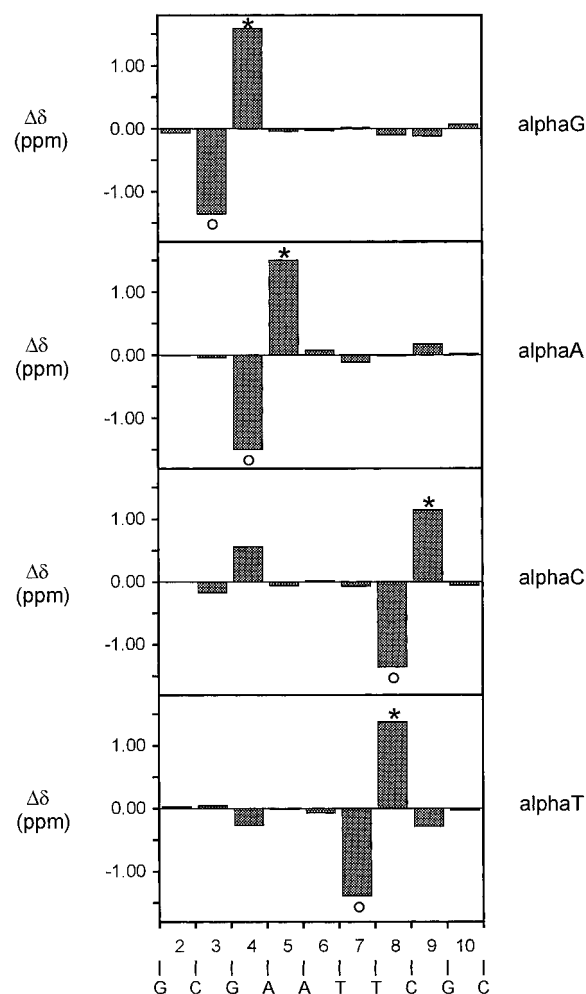 *
1.00
Δδ
(ppm)
0.00
alphaG
-1.00
o
*
1.00
Δδ
(ppm)
0.00
alphaA
-1.00
o
*
1.00
Δδ
(ppm)
0.00
alphaC
-1.00
o
*
1.00
Δδ
(ppm)
0.00
alphaT
-1.00
o
2 3 4 5 6 7 8 9 10
G C G A A T T C G C